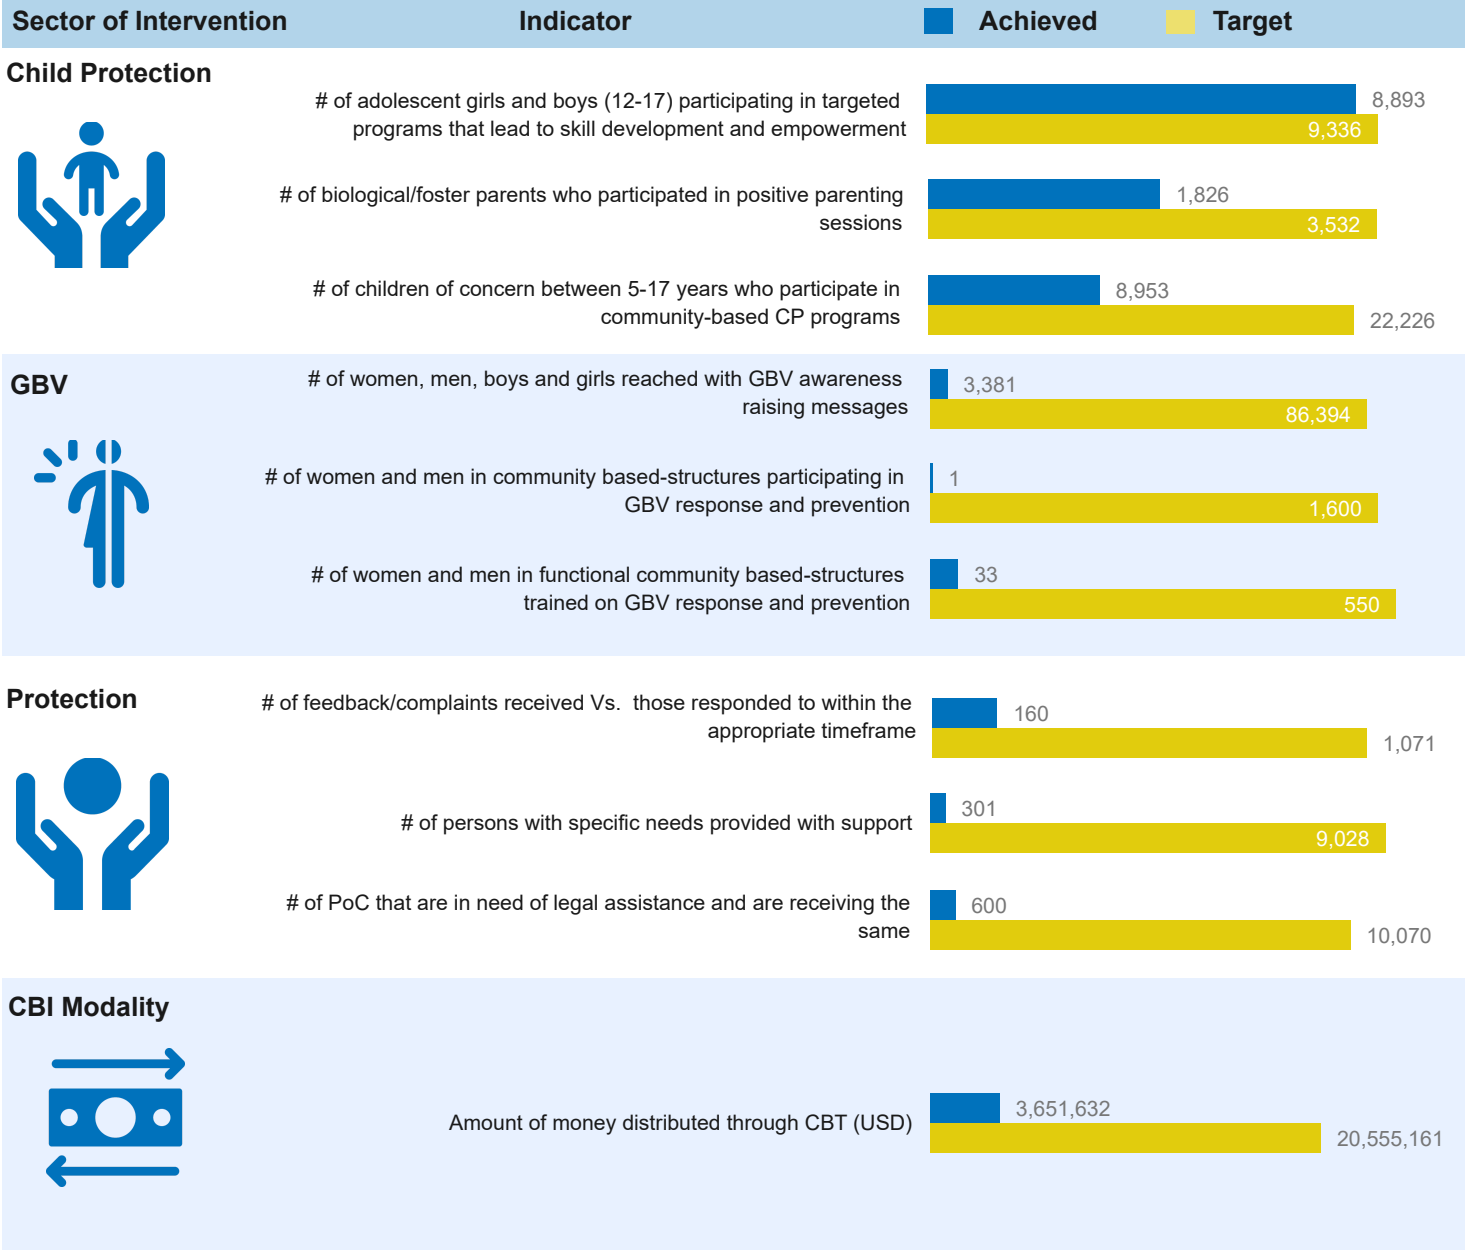 Sector of Intervention Indicator Achieved Target
Child Protection
# of adolescent girls and boys (12-17) participating in targeted
programs that lead to skill development and empowerment
8,893
9,336
# of biological/foster parents who participated in positive parenting
sessions
1,826
3,532
# of children of concern between 5-17 years who participate in
community-based CP programs
8,953
22,226
GBV
# of women, men, boys and girls reached with GBV awareness
raising messages
3,381
86,394
# of women and men in community based-structures participating in
GBV response and prevention
1
1,600
# of women and men in functional community based-structures
trained on GBV response and prevention
33
550
Protection
# of feedback/complaints received Vs. those responded to within the
appropriate timeframe
160
1,071
# of persons with specific needs provided with support
301
9,028
# of PoC that are in need of legal assistance and are receiving the
same
600
10,070
CBI Modality
Amount of money distributed through CBT (USD)
3,651,632
20,555,161